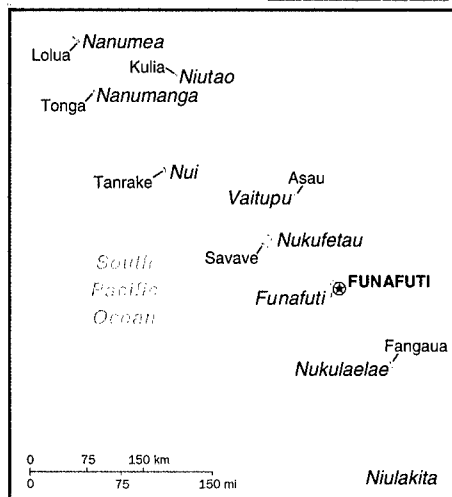 Nanumea
Lolua
Kulia
Niutao
Nanumanga
Tonga
Tanrake
Nui
Asau
Vaitupu
Nukufetau
Savave
South
Pacific
Ocean
FUNAFUTI
Funafuti
Fangaua
Nukulaelae
0 75 150 km
0 75 150 mi
Niulakita